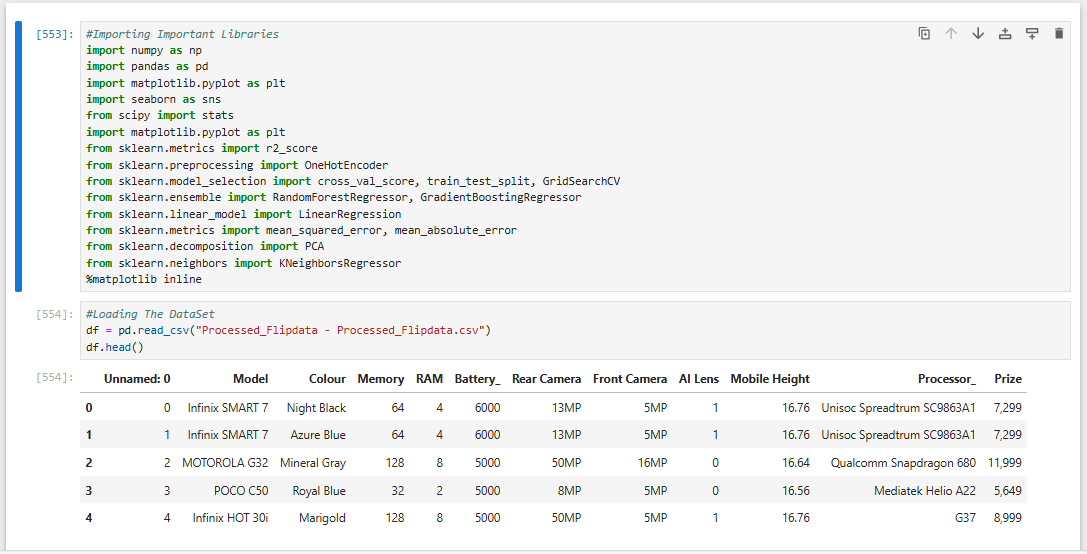 [553]: #Importing Important Libraries
import numpy as np
import pandas as pd
import matplotlib.pyplot as plt
import seaborn as sns
from scipy import stats
import matplotlib.pyplot as plt
from sklearn.metrics import r2_score
from sklearn.preprocessing import OneHotEncoder
from sklearn.model_selection import cross_val_score, train_test_split, GridSearchCV
from sklearn.ensemble import RandomForestRegressor, GradientBoostingRegressor
from sklearn.linear_model import LinearRegression
from sklearn.metrics import mean_squared_error, mean_absolute_error
from sklearn.decomposition import PCA
from sklearn.neighbors import KNeighborsRegressor
%matplotlib inline
[554]: #Loading The DataSet
df = pd.read_csv("Processed_Flipdata - Processed_Flipdata.csv")
df.head()
[554]: Unnamed: 0 Model Colour Memory RAM Battery_ Rear Camera Front Camera AI Lens Mobile Height Processor_ Prize
0 0 Infinix SMART 7 Night Black 64 4 6000 13MP 5MP 1 16.76 Unisoc Spreadtrum SC9863A1 7,299
1 1 Infinix SMART 7 Azure Blue 64 4 6000 13MP 5MP 1 16.76 Unisoc Spreadtrum SC9863A1 7,299
2 2 MOTOROLA G32 Mineral Gray 128 8 5000 50MP 16MP 0 16.64 Qualcomm Snapdragon 680 11,999
3 3 POCO C50 Royal Blue 32 2 5000 8MP 5MP 0 16.56 Mediatek Helio A22 5,649
4 4 Infinix HOT 30i Marigold 128 8 5000 50MP 5MP 1 16.76 G37 8,999